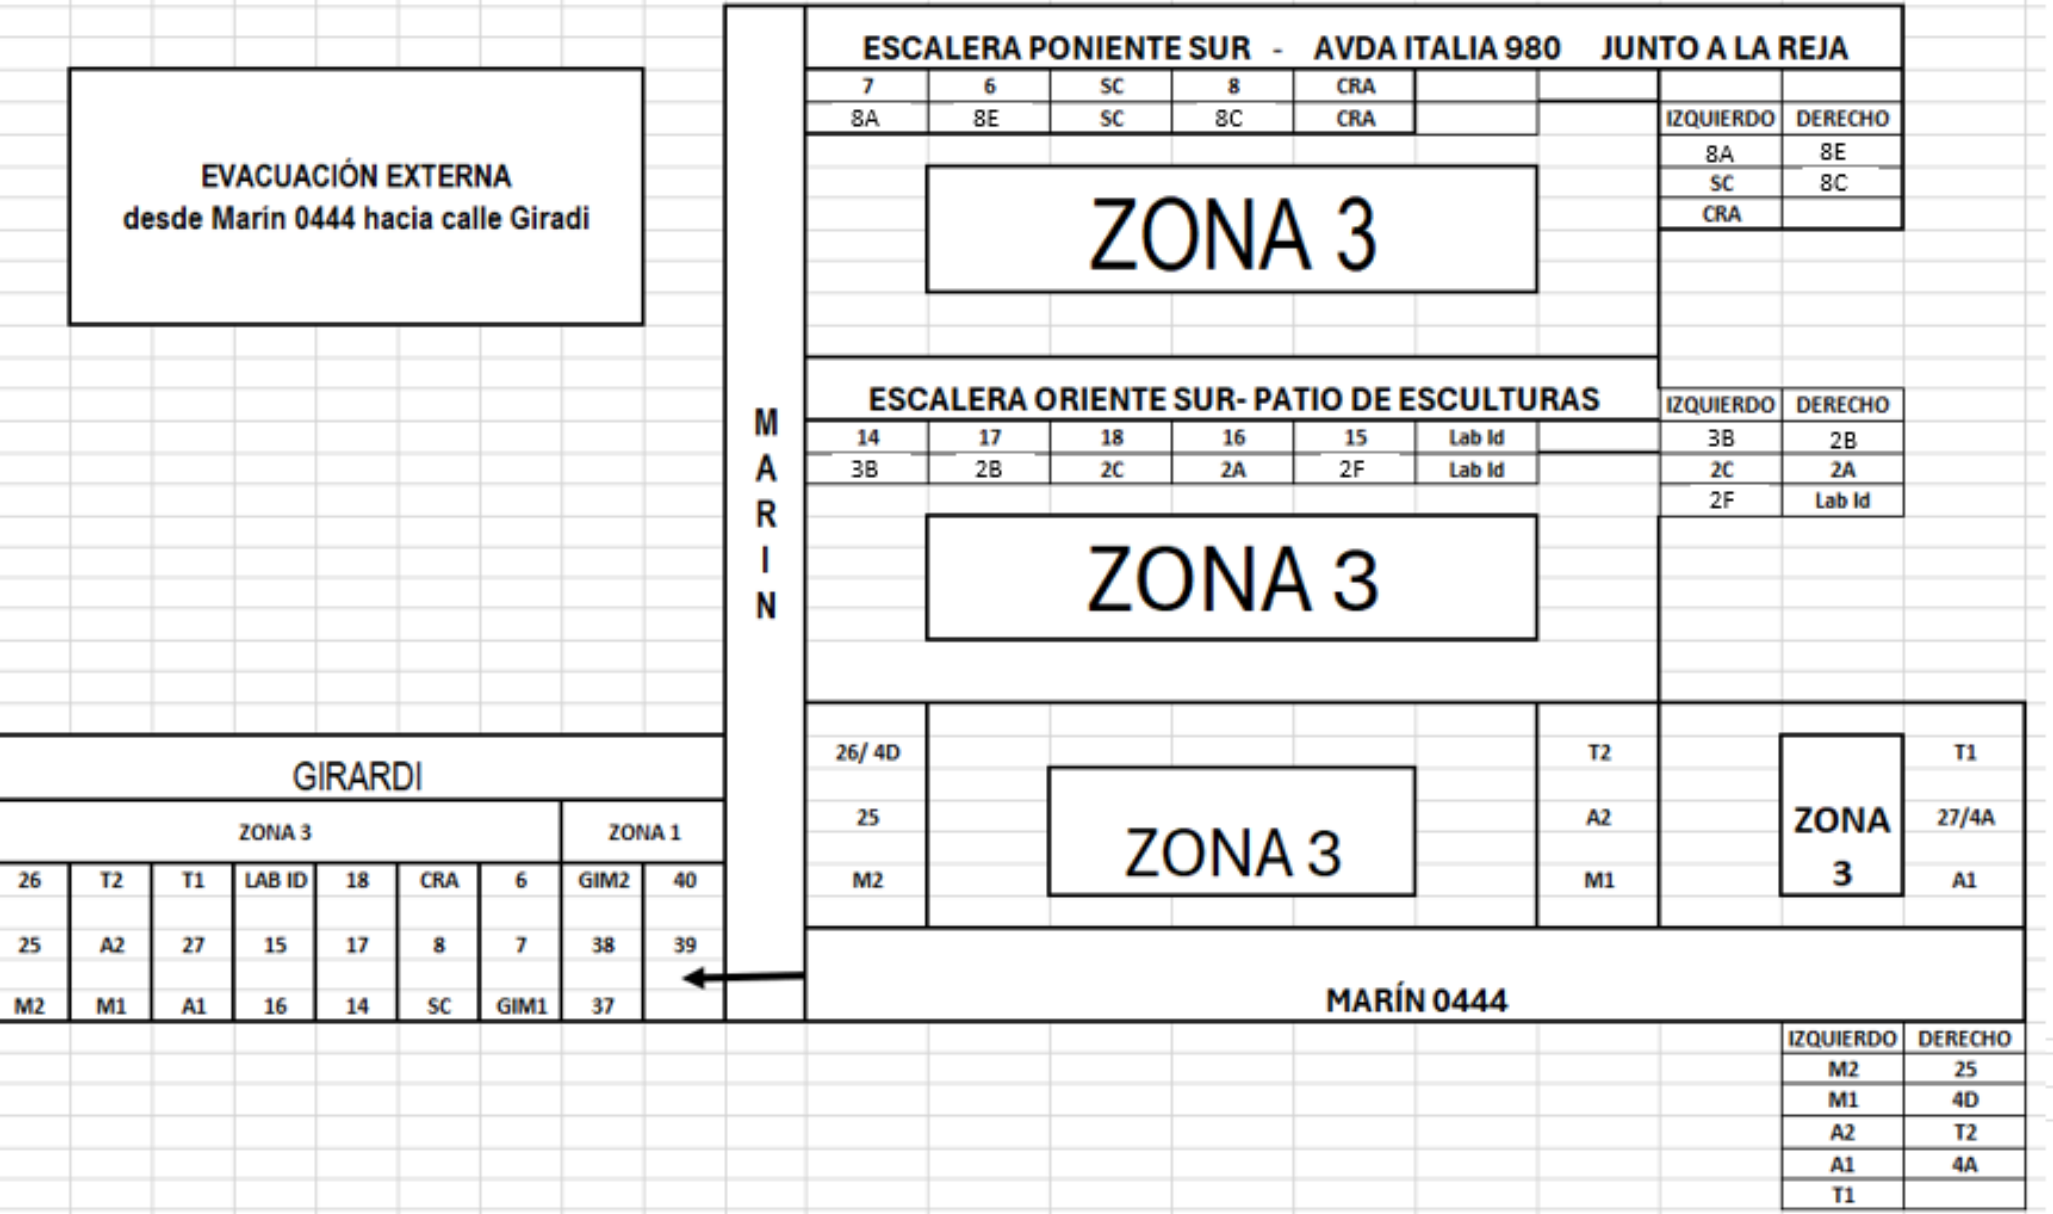 ESCALERA PONIENTE SUR - AVDA ITALIA 980 JUNTO A LA REJA
7 6 SC 8 CRA
8A 8E SC 8C CRA
IZQUIERDO DERECHO
8A 8E
SC 8C
CRA
EVACUACIÓN EXTERNA
desde Marín 0444 hacia calle Giradi
ZONA 3
MARIN
ESCALERA ORIENTE SUR- PATIO DE ESCULTURAS
14 17 18 16 15 Lab Id
3B 2B 2C 2A 2F Lab Id
IZQUIERDO DERECHO
3B 2B
2C 2A
2F Lab Id
ZONA 3
26/ 4D T2
25 A2
M2 M1
ZONA 3
ZONA
3
T1
27/4A
A1
GIRARDI
ZONA 3 ZONA 1
26 T2 T1 LAB ID 18 CRA 6 GIM2 40
25 A2 27 15 17 8 7 38 39
M2 M1 A1 16 14 SC GIM1 37
MARÍN 0444
IZQUIERDO DERECHO
M2 25
M1 4D
A2 T2
A1 4A
T1